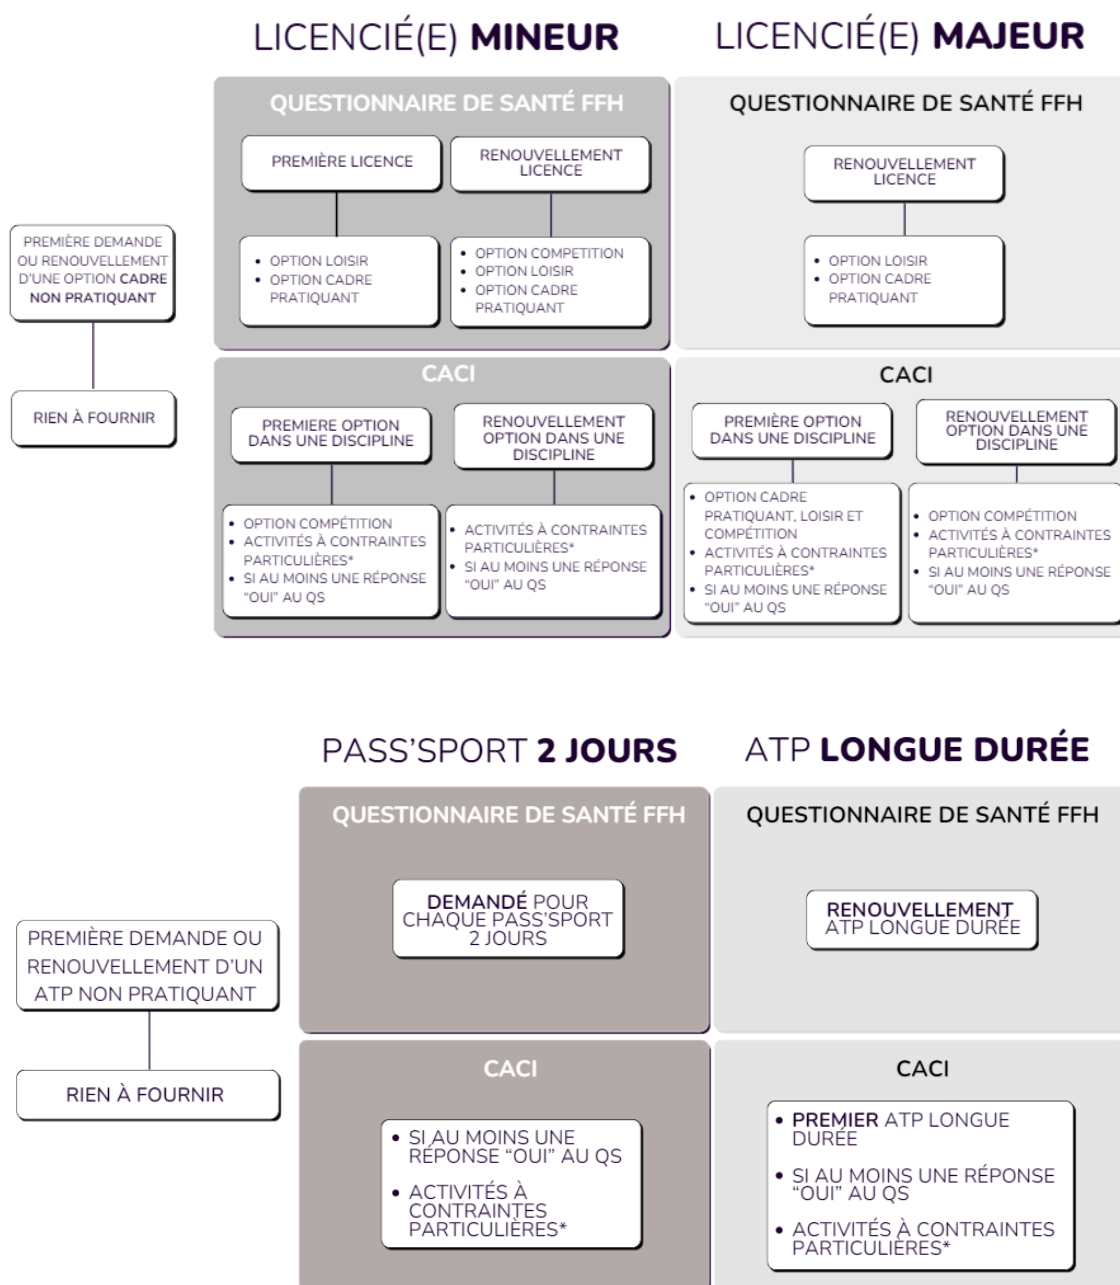 LICENCIÉ(E) MINEUR
LICENCIÉ(E) MAJEUR
QUESTIONNAIRE DE SANTÉ FFH
PREMIÈRE LICENCE
RENOUVELLEMENT
LICENCE
• OPTION LOISIR
• OPTION CADRE
PRATIQUANT
• OPTION COMPETITION
• OPTION LOISIR
• OPTION CADRE
PRATIQUANT
QUESTIONNAIRE DE SANTÉ FFH
RENOUVELLEMENT
LICENCE
• OPTION LOISIR
• OPTION CADRE
PRATIQUANT
PREMIÈRE DEMANDE
OU RENOUVELLEMENT
D'UNE OPTION CADRE
NON PRATIQUANT
RIEN À FOURNIR
CACI
PREMIERE OPTION
DANS UNE DISCIPLINE
RENOUVELLEMENT
OPTION DANS UNE
DISCIPLINE
• OPTION COMPÉTITION
• ACTIVITÉS À CONTRAINTES
PARTICULIÈRES*
• SI AU MOINS UNE RÉPONSE
"OUI" AU QS
• ACTIVITÉS À CONTRAINTES
PARTICULIÈRES*
• SI AU MOINS UNE RÉPONSE
"OUI" AU QS
CACI
PREMIÈRE OPTION
DANS UNE DISCIPLINE
RENOUVELLEMENT
OPTION DANS UNE
DISCIPLINE
• OPTION CADRE
PRATIQUANT, LOISIR ET
COMPÉTITION
• ACTIVITÉS À CONTRAINTES
PARTICULIÈRES*
• SI AU MOINS UNE RÉPONSE
"OUI" AU QS
• OPTION COMPÉTITION
• ACTIVITÉS À CONTRAINTES
PARTICULIÈRES*
• SI AU MOINS UNE RÉPONSE
"OUI" AU QS
PASS'SPORT 2 JOURS
ATP LONGUE DURÉE
QUESTIONNAIRE DE SANTÉ FFH
DEMANDÉ POUR
CHAQUE PASS'SPORT
2 JOURS
QUESTIONNAIRE DE SANTÉ FFH
RENOUVELLEMENT
ATP LONGUE DURÉE
PREMIÈRE DEMANDE OU
RENOUVELLEMENT D'UN
ATP NON PRATIQUANT
RIEN À FOURNIR
CACI
• SI AU MOINS UNE
RÉPONSE "OUI" AU QS
• ACTIVITÉS À
CONTRAINTES
PARTICULIÈRES*
CACI
• PREMIER ATP LONGUE
DURÉE
• SI AU MOINS UNE RÉPONSE
"OUI" AU QS
• ACTIVITÉS À CONTRAINTES
PARTICULIÈRES*